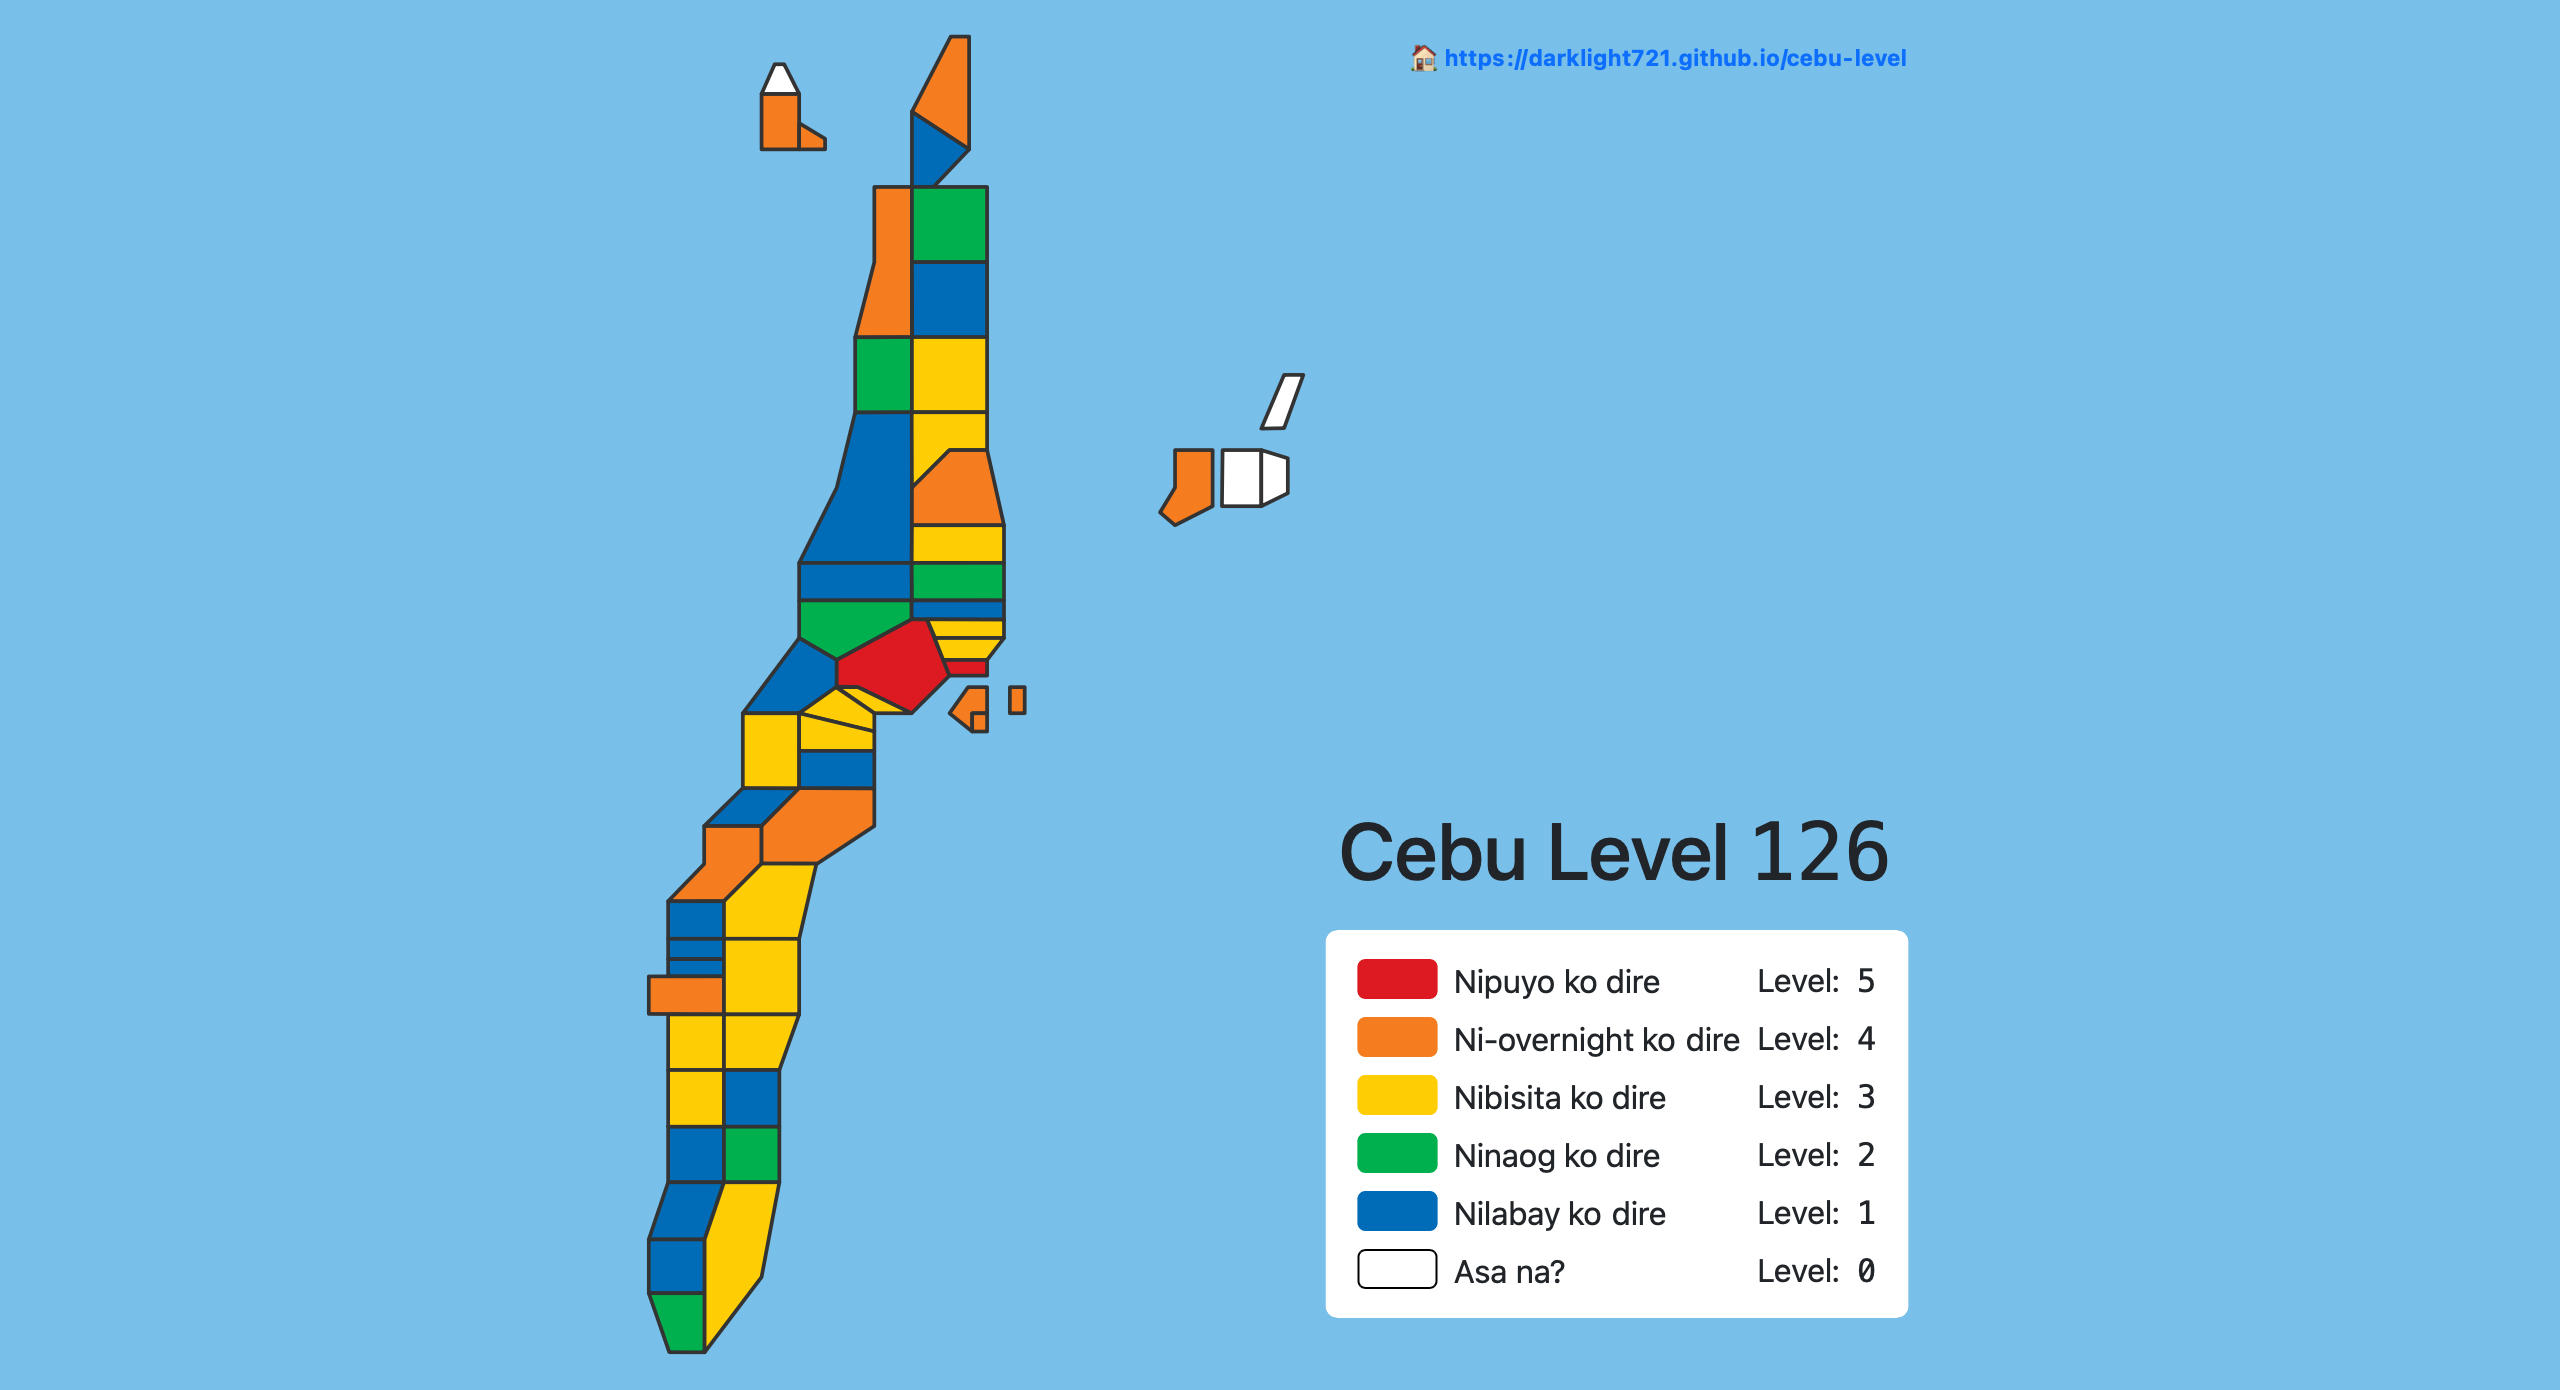 🏠 https://darklight721.github.io/cebu-level
Cebu Level 126
Nipuyo ko dire Level: 5
Ni-overnight ko dire Level: 4
Nibisita ko dire Level: 3
Ninaog ko dire Level: 2
Nilabay ko dire Level: 1
Asa na? Level: 0